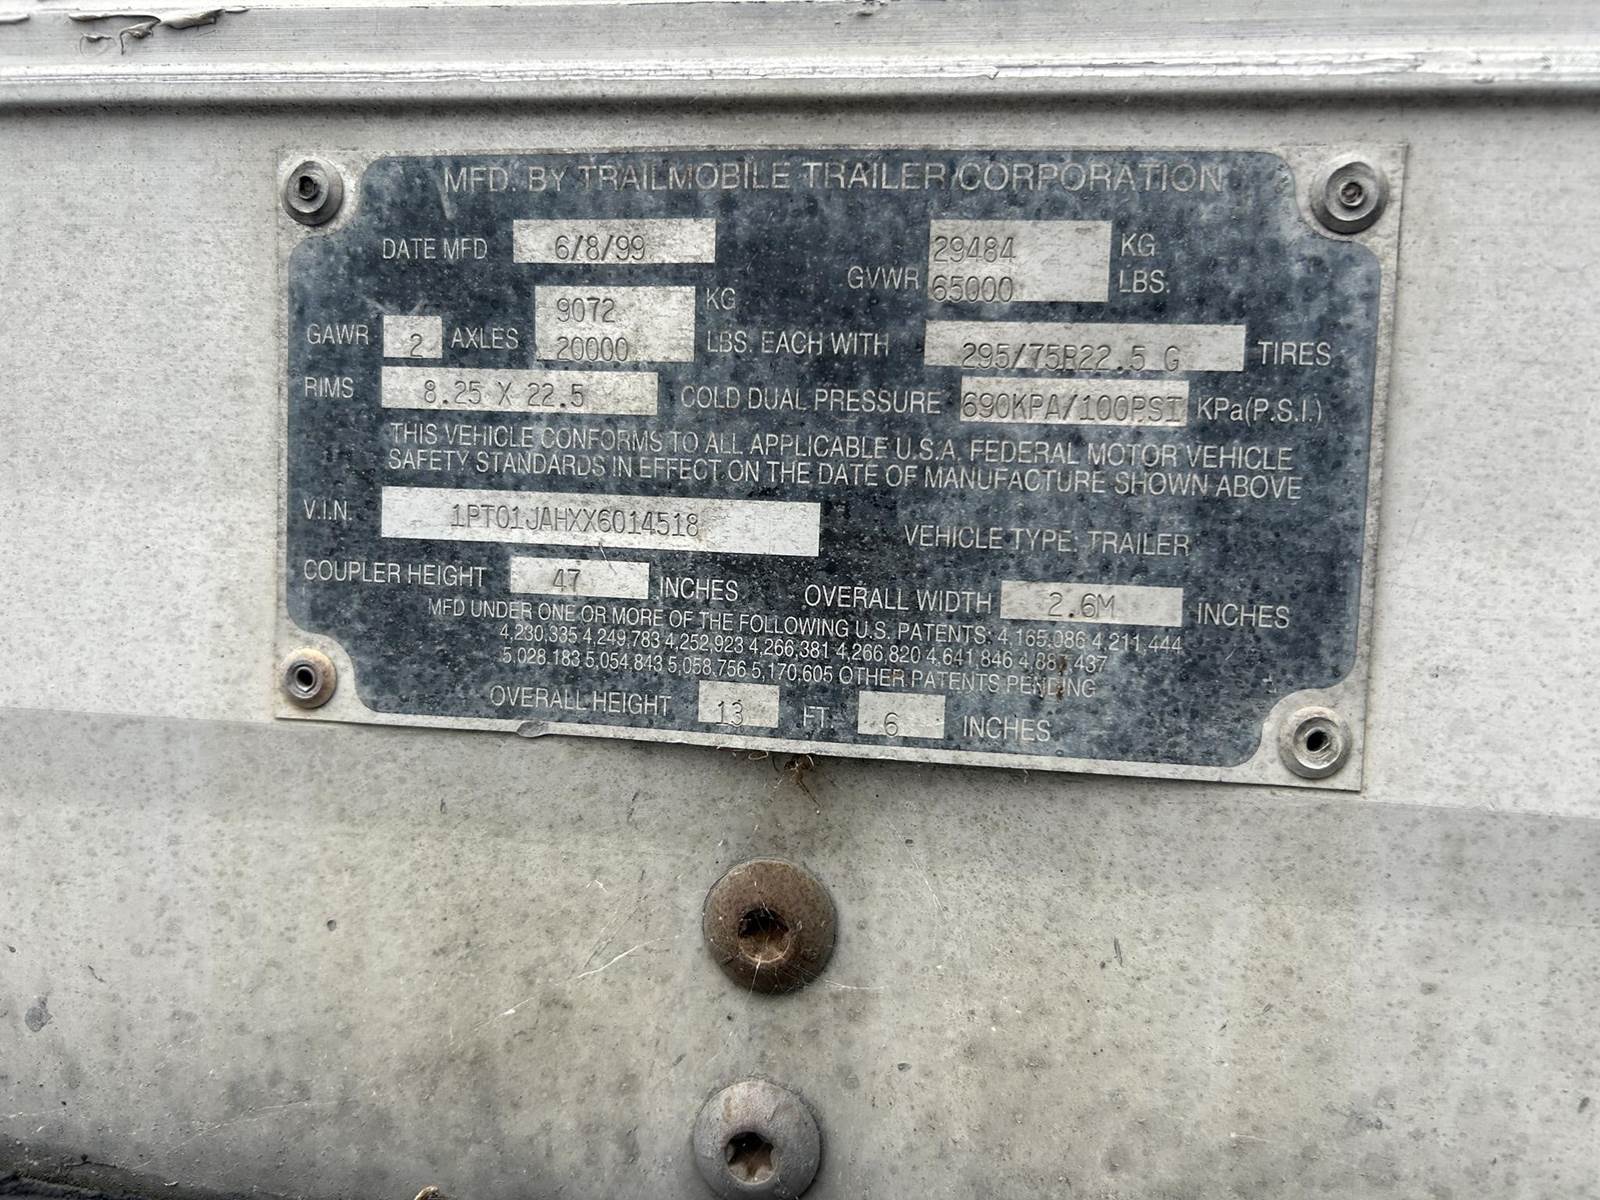 MFD. BY TRAILMOBILE TRAILER CORPORATION
DATE MFD 6/8/99 GVWR 29484 KG 65000 LBS.
GAWR 2 AXLES 9072 KG 20000 LBS. EACH WITH 295/75R22.5 G TIRES
RIMS 8.25 X 22.5 COLD DUAL PRESSURE 690KPA/100PSI KPa(P.S.I.)
THIS VEHICLE CONFORMS TO ALL APPLICABLE U.S.A. FEDERAL MOTOR VEHICLE
SAFETY STANDARDS IN EFFECT ON THE DATE OF MANUFACTURE SHOWN ABOVE
V.I.N. 1PT01JAHXX6014518 VEHICLE TYPE: TRAILER
COUPLER HEIGHT 47 INCHES OVERALL WIDTH 2.6M INCHES
MFD UNDER ONE OR MORE OF THE FOLLOWING U.S. PATENTS: 4,165,086 4,211,444
4,230,335 4,249,783 4,252,923 4,266,381 4,266,820 4,641,846
5,028,183 5,054,843 5,058,756 5,170,605 OTHER PATENTS PENDING
OVERALL HEIGHT 13 FT. 6 INCHES